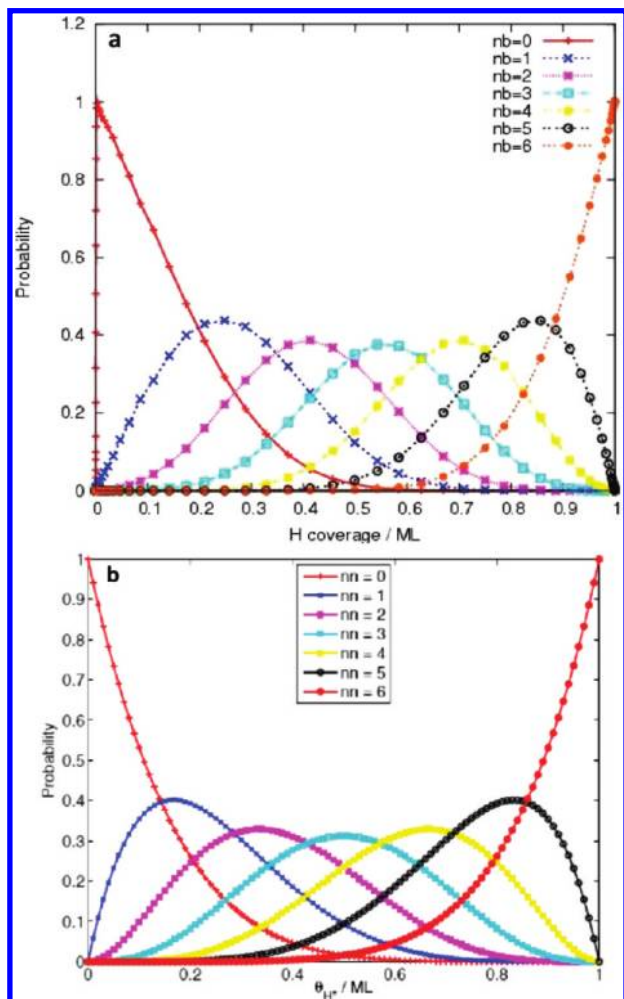 a
1.2
1
0.8
0.6
0.4
0.2
0
Probability
nb=0
nb=1
nb=2
nb=3
nb=4
nb=5
nb=6
0 0.1 0.2 0.3 0.4 0.5 0.6 0.7 0.8 0.9 1
H coverage / ML
b
1
0.9
0.8
0.7
0.6
0.5
0.4
0.3
0.2
0.1
0
Probability
nn = 0
nn = 1
nn = 2
nn = 3
nn = 4
nn = 5
nn = 6
0 0.2 0.4 0.6 0.8 1
θH* / ML